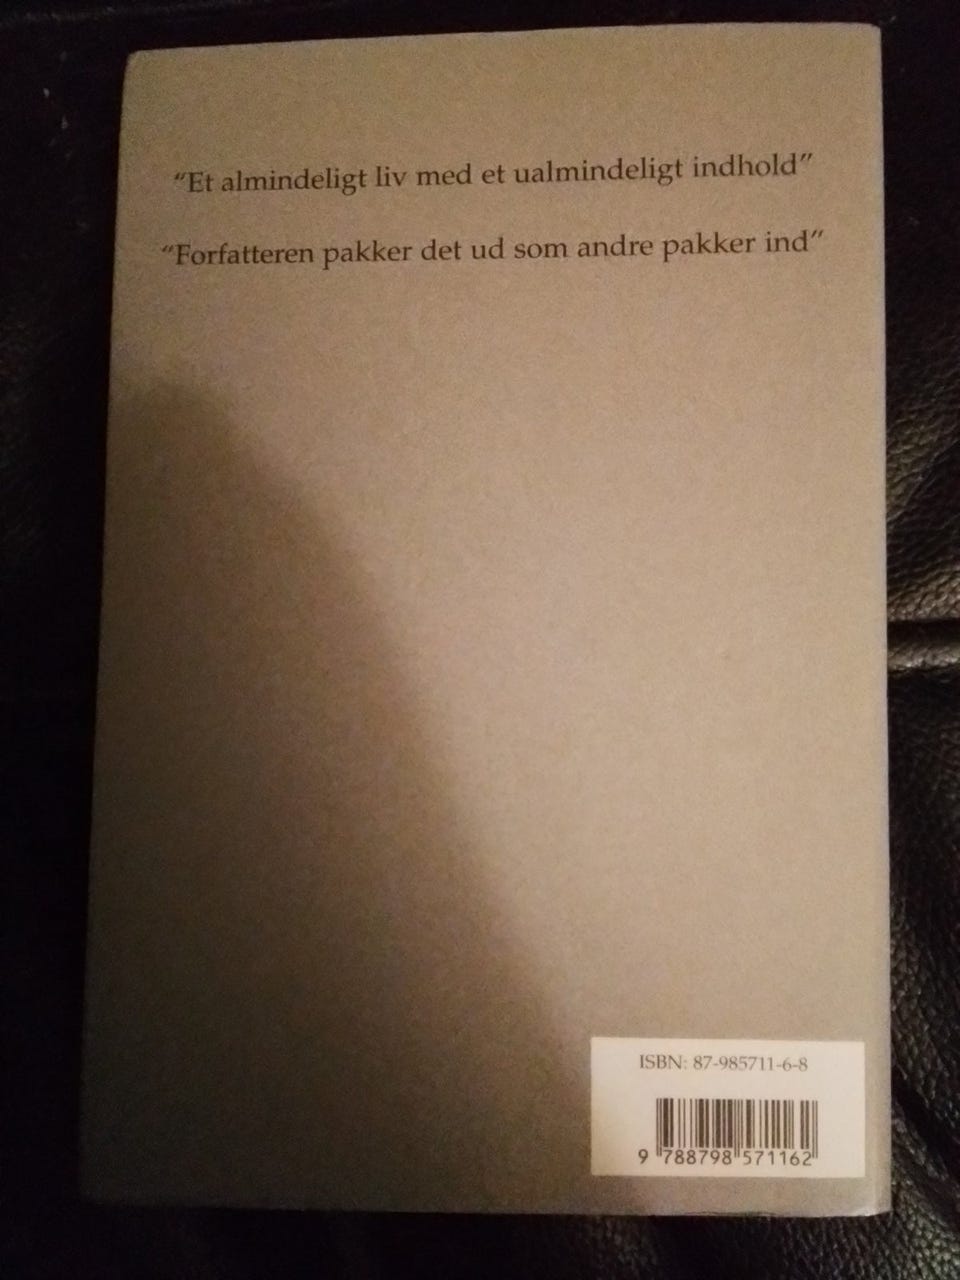 “Et almindeligt liv med et ualmindeligt indhold”
“Forfatteren pakker det ud som andre pakker ind”
ISBN: 87-985711-6-8
9 788798 571162